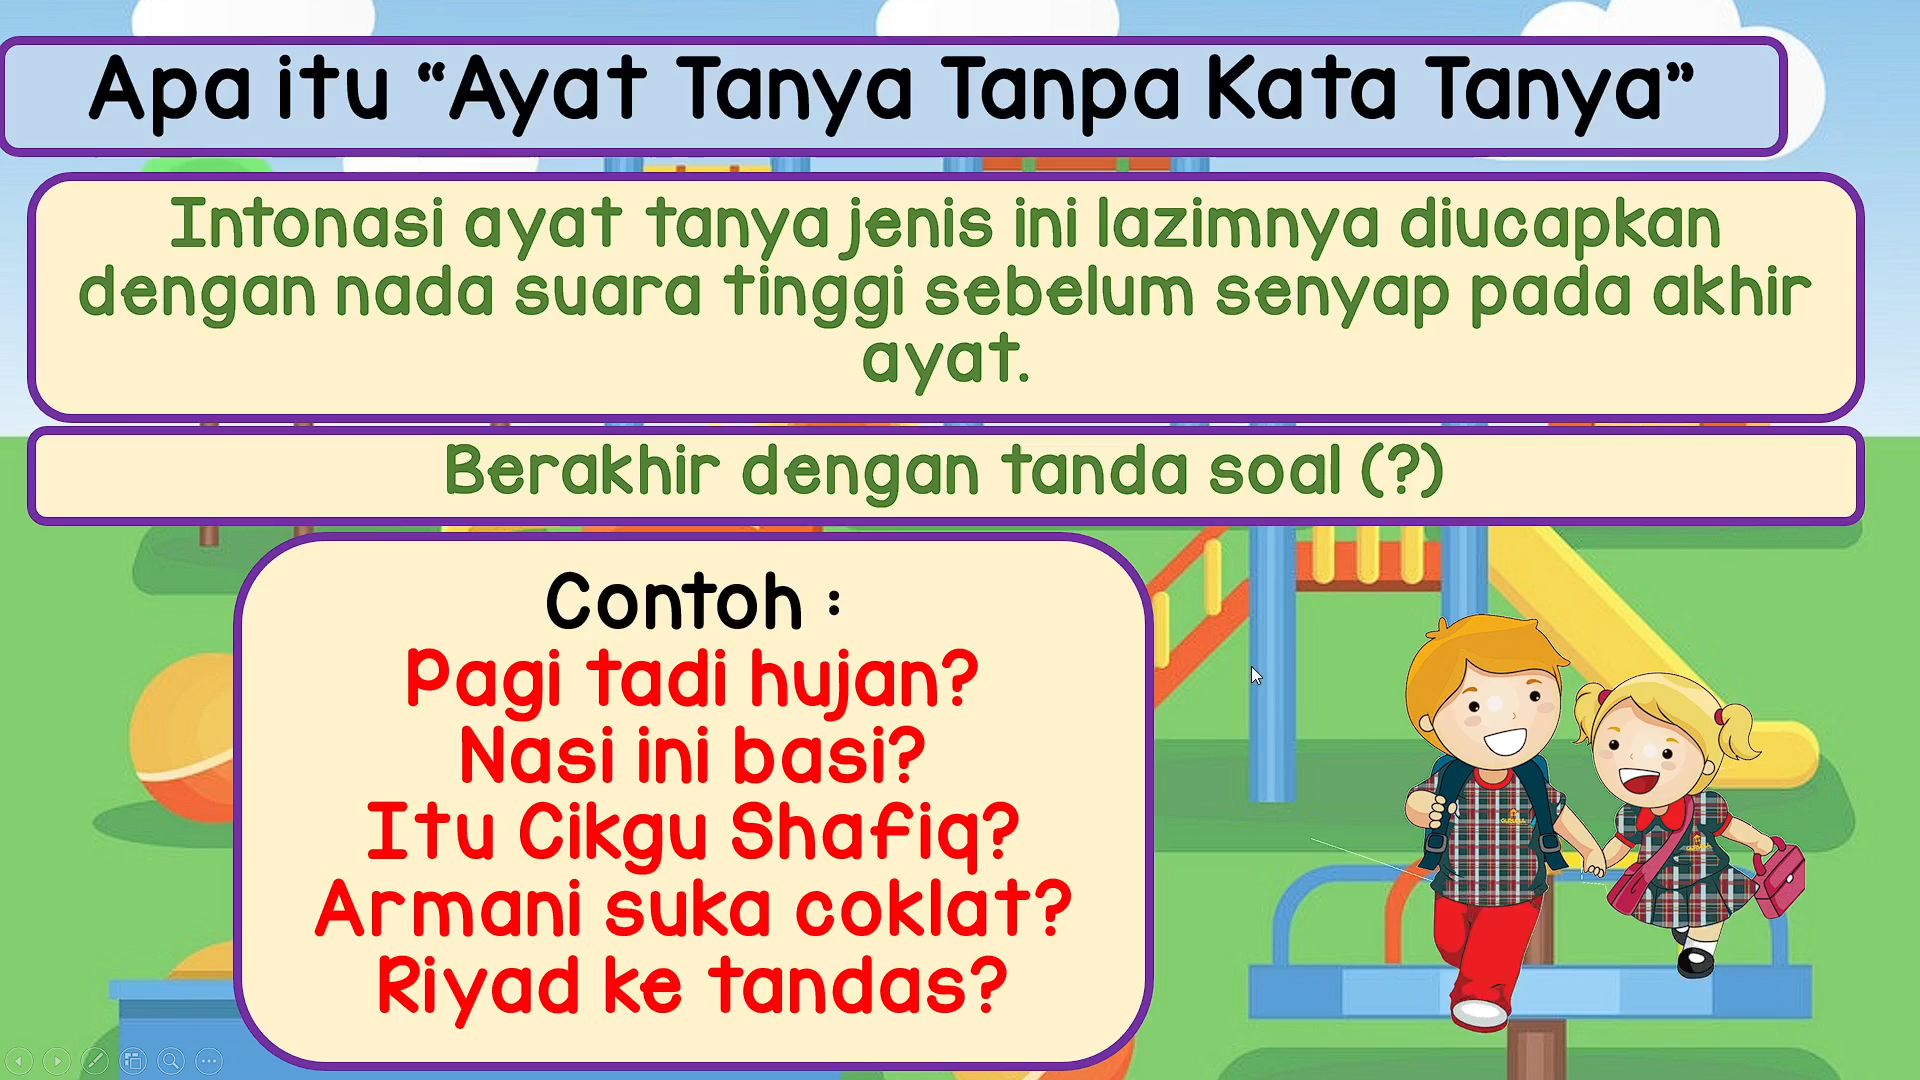 Apa itu “Ayat Tanya Tanpa Kata Tanya”
Intonasi ayat tanya jenis ini lazimnya diucapkan
dengan nada suara tinggi sebelum senyap pada akhir
ayat.
Berakhir dengan tanda soal (?)
Contoh :
Pagi tadi hujan?
Nasi ini basi?
Itu Cikgu Shafiq?
Armani suka coklat?
Riyad ke tandas?